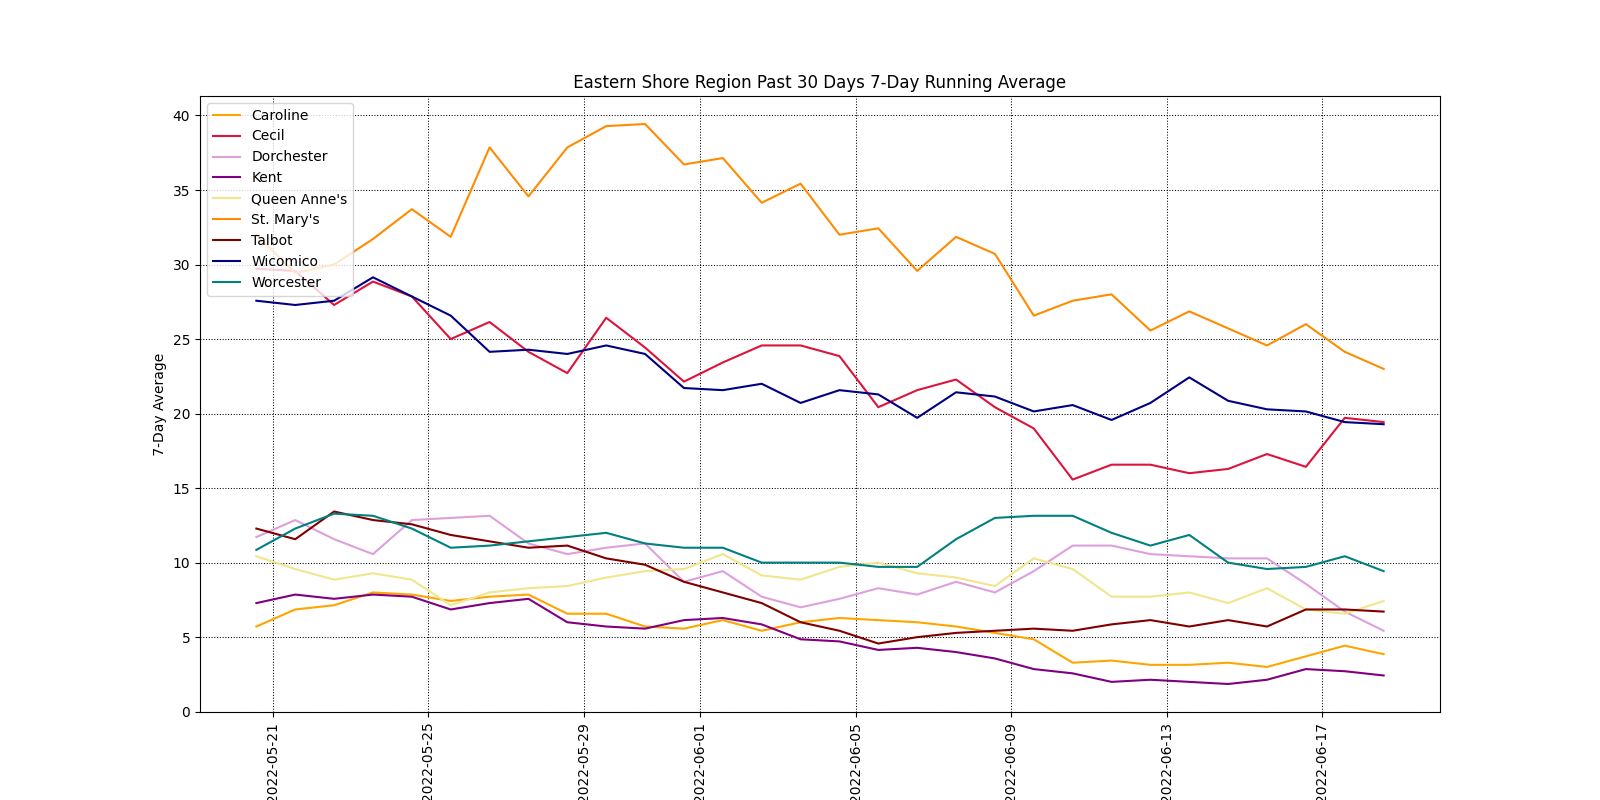 Eastern Shore Region Past 30 Days 7-Day Running Average
Caroline
Cecil
Dorchester
Kent
Queen Anne's
St. Mary's
Talbot
Wicomico
Worcester
7-Day Average
40
35
30
25
20
15
10
5
0
2022-05-21
2022-05-25
2022-05-29
2022-06-01
2022-06-05
2022-06-09
2022-06-13
2022-06-17